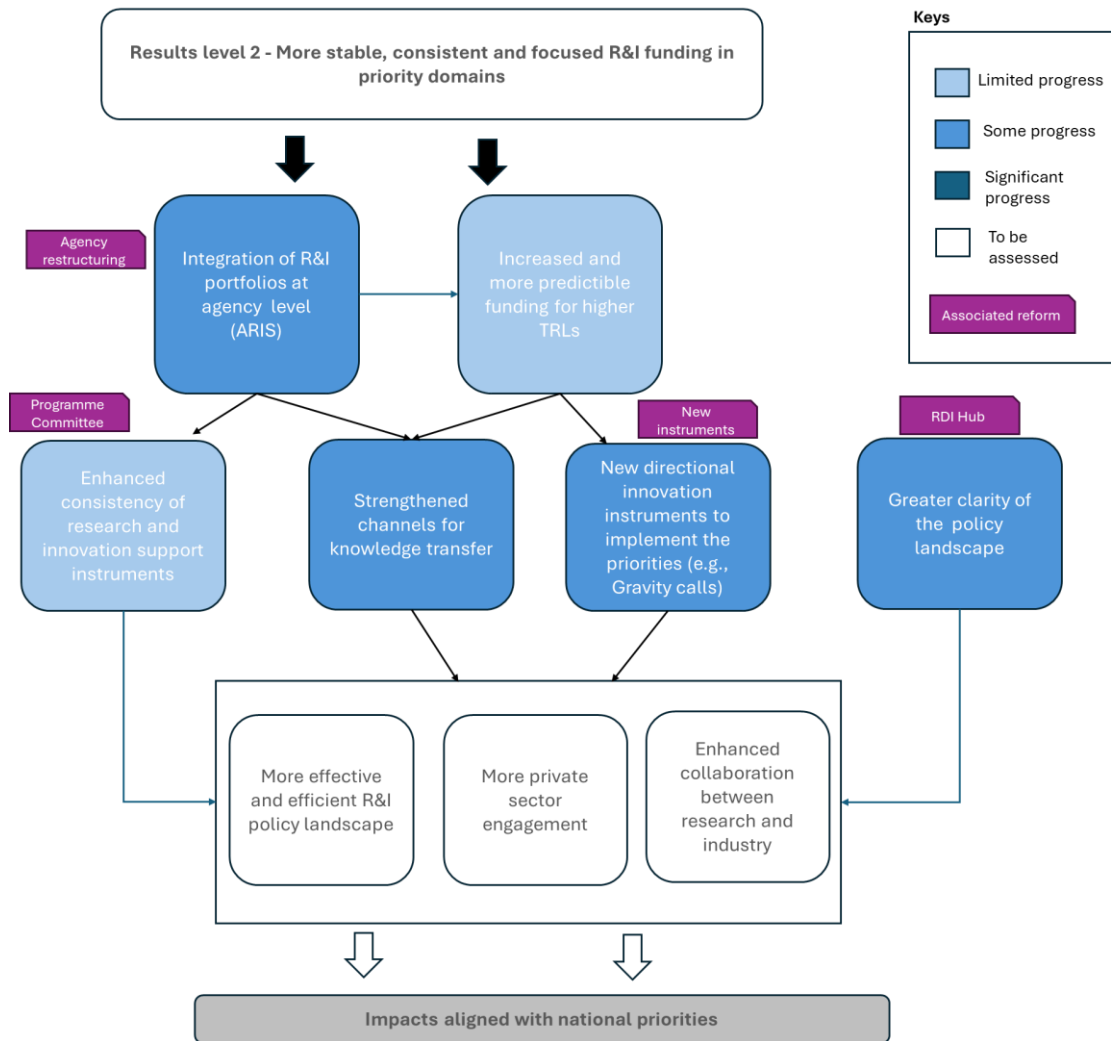 Results level 2 - More stable, consistent and focused R&I funding in
priority domains
Keys
Limited progress
Some progress
Significant
progress
To be
assessed
Associated reform
Agency
restructuring
Integration of R&I
portfolios at
agency level
(ARIS)
Increased and
more predictible
funding for higher
TRLs
Programme
Committee
New
instruments
RDI Hub
Enhanced
consistency of
research and
innovation support
instruments
Strengthened
channels for
knowledge transfer
New directional
innovation
instruments to
implement the
priorities (e.g.,
Gravity calls)
Greater clarity of
the policy
landscape
More effective
and efficient R&I
policy landscape
More private
sector
engagement
Enhanced
collaboration
between
research and
industry
Impacts aligned with national priorities